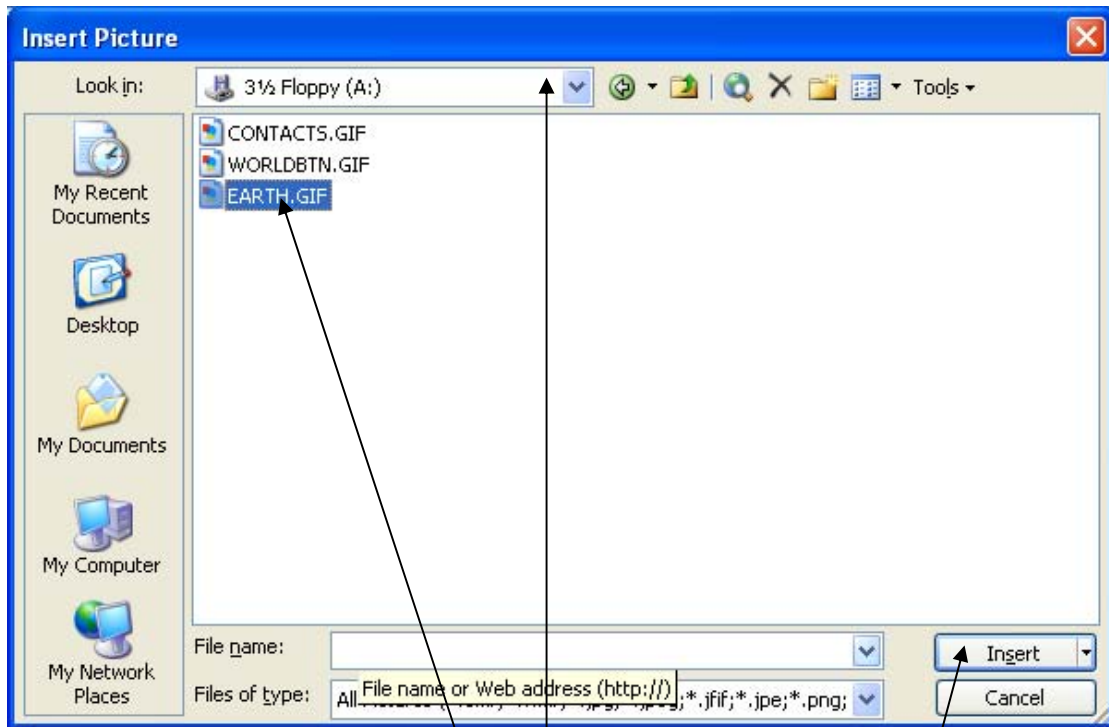 Insert Picture
Look in:
3½ Floppy (A:)
Tools
CONTACTS.GIF
WORLDBTN.GIF
EARTH.GIF
My Recent
Documents
Desktop
My Documents
My Computer
My Network
Places
File name:
Insert
File name or Web address (http://)
Files of type:
All *.jfif;*.jpe;*.png;
Cancel